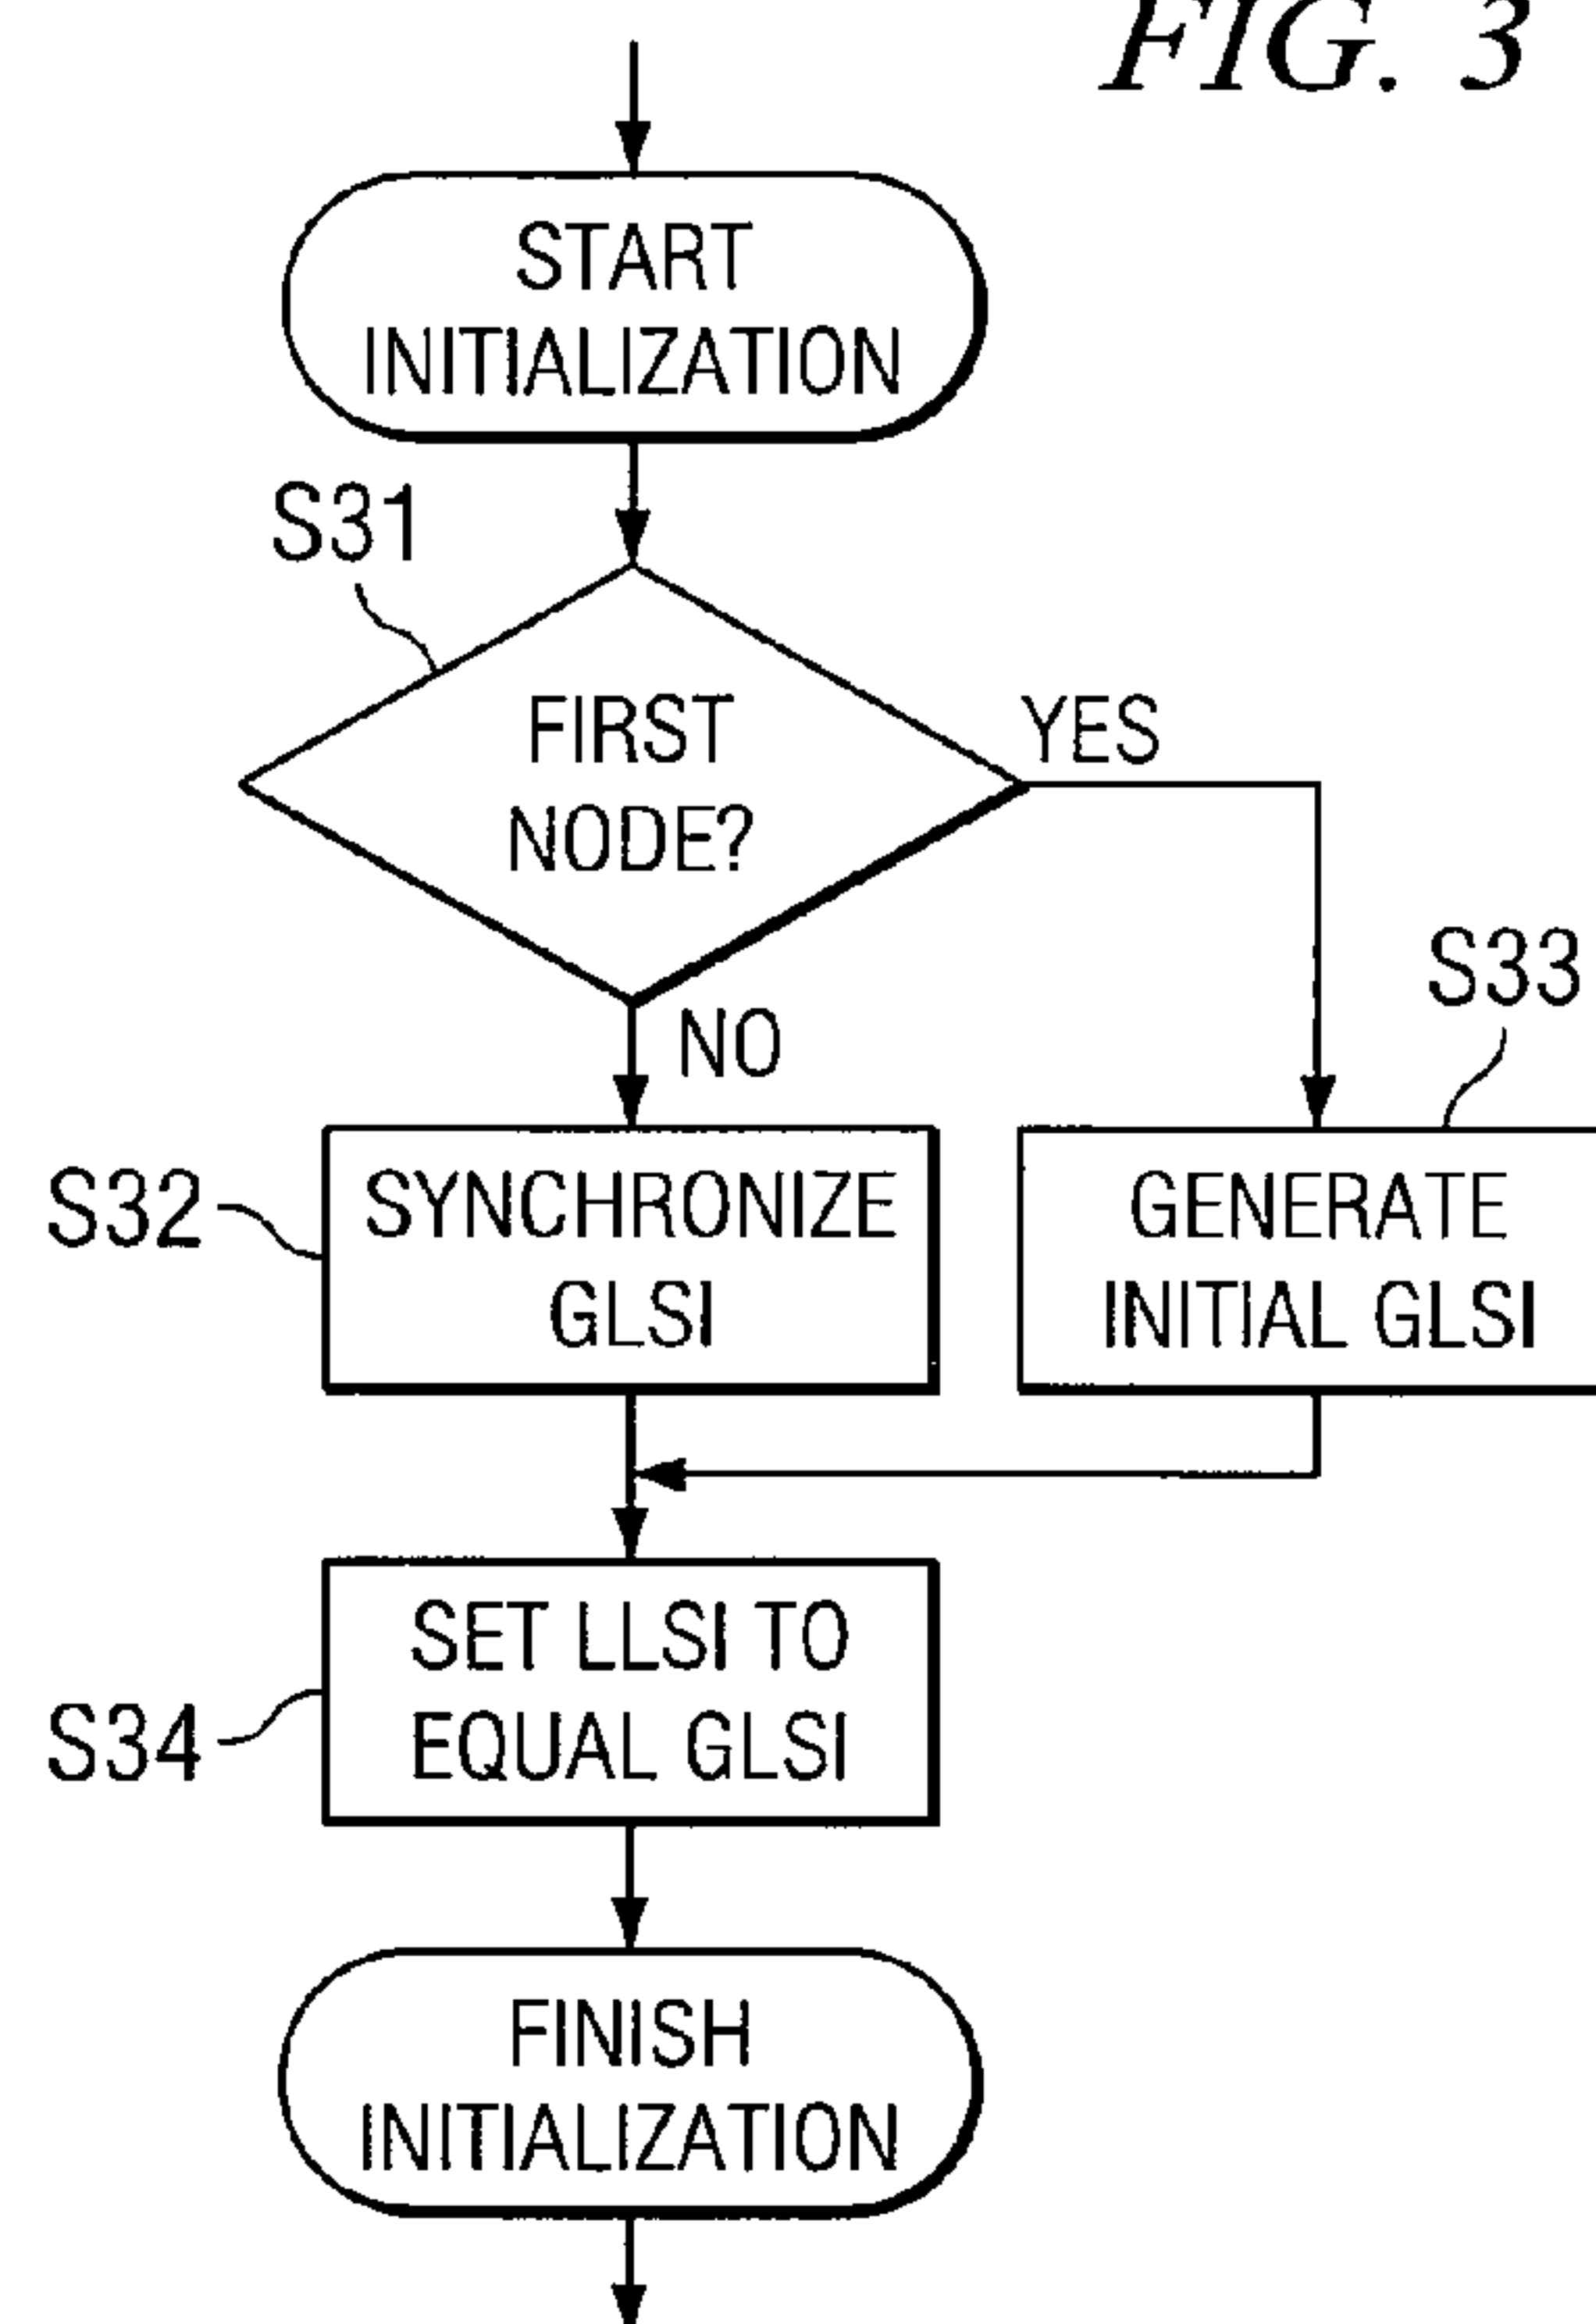 FIG. 3
START
INITIALIZATION
S31
FIRST
NODE?
YES
NO
S33
S32
SYNCHRONIZE
GLSI
GENERATE
INITIAL GLSI
SET LLSI TO
EQUAL GLSI
S34
FINISH
INITIALIZATION